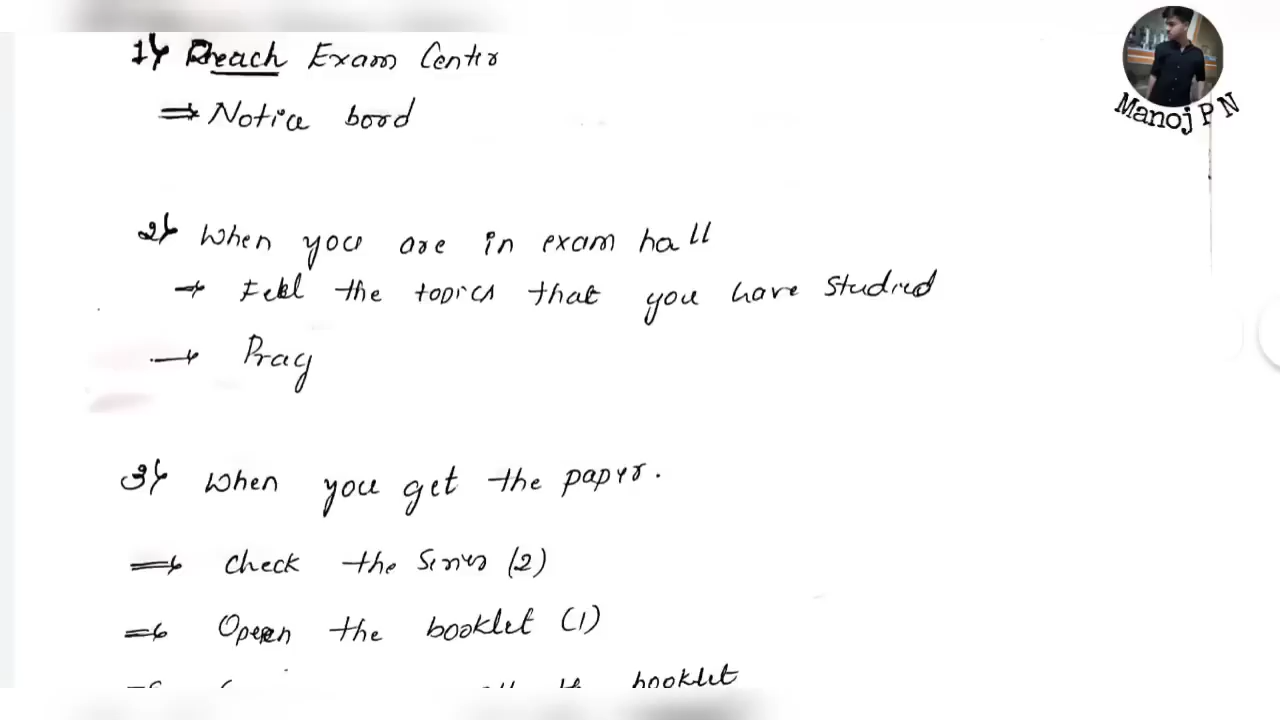 1) Reach Exam Center
⇒ Notice bord
Manoj P N
2) When you are in exam hall
→ Feel the topics that you have studied
→ Pray
3) When you get the paper.
⇒ check the Series (2)
⇒ Open the booklet (1)
booklet